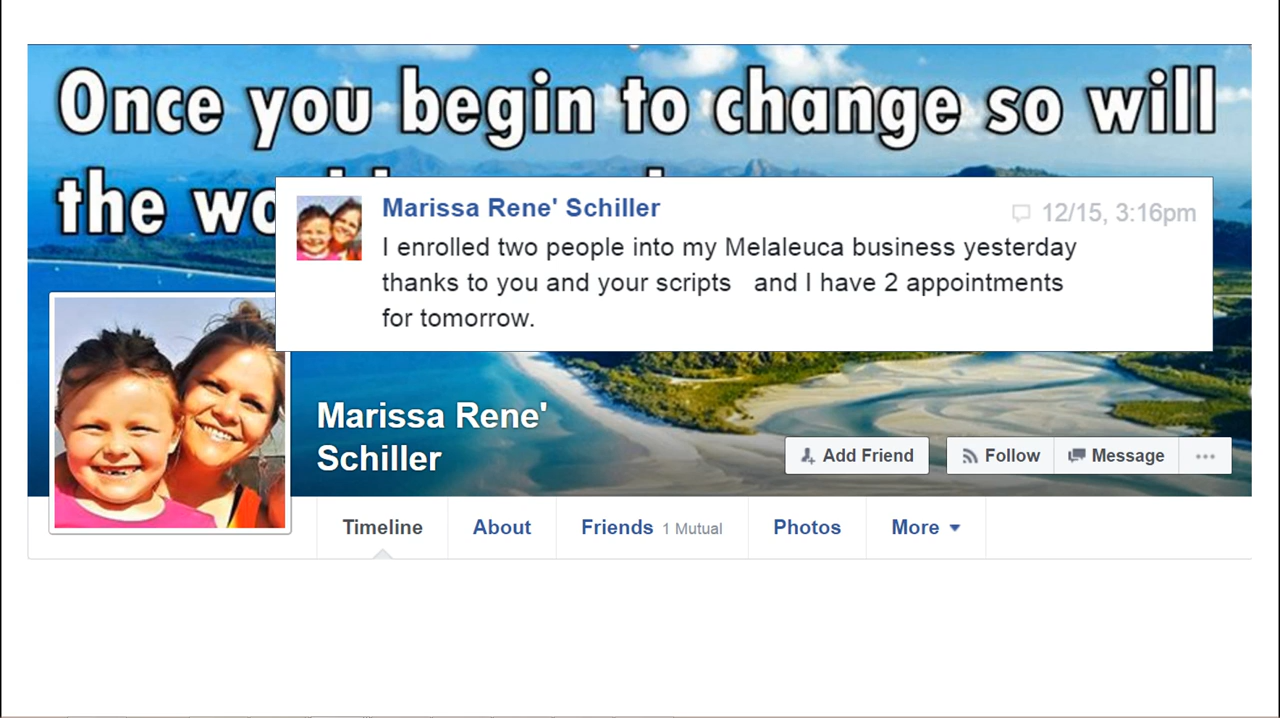 Once you begin to change so will
the
Marissa Rene' Schiller
12/15, 3:16pm
I enrolled two people into my Melaleuca business yesterday
thanks to you and your scripts and I have 2 appointments
for tomorrow.
Marissa Rene'
Schiller
Add Friend
Follow
Message
Timeline
About
Friends 1 Mutual
Photos
More